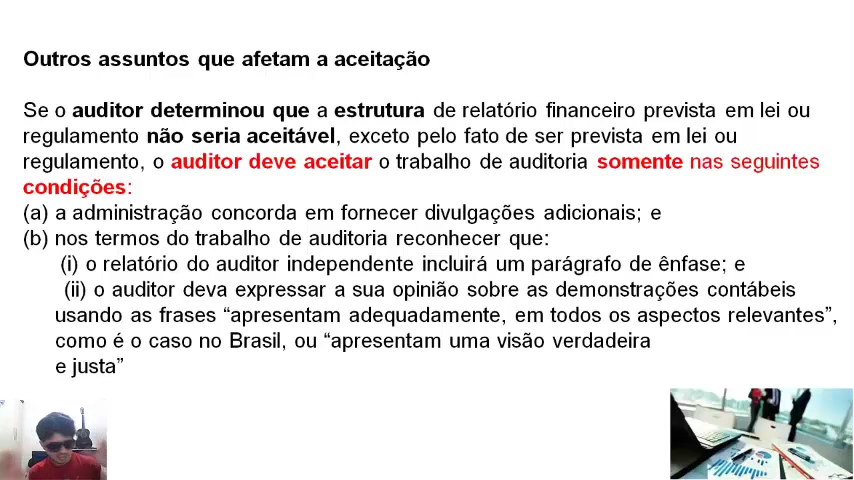 Outros assuntos que afetam a aceitação
Se o auditor determinou que a estrutura de relatório financeiro prevista em lei ou
regulamento não seria aceitável, exceto pelo fato de ser prevista em lei ou
regulamento, o auditor deve aceitar o trabalho de auditoria somente nas seguintes
condições:
(a) a administração concorda em fornecer divulgações adicionais; e
(b) nos termos do trabalho de auditoria reconhecer que:
(i) o relatório do auditor independente incluirá um parágrafo de ênfase; e
(ii) o auditor deva expressar a sua opinião sobre as demonstrações contábeis
usando as frases “apresentam adequadamente, em todos os aspectos relevantes”,
como é o caso no Brasil, ou “apresentam uma visão verdadeira
e justa”